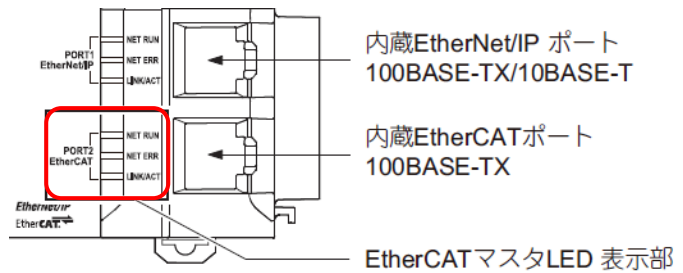 PORT1
EtherNet/IP
NET RUN
NET ERR
LINK/ACT
内蔵EtherNet/IP ポート
100BASE-TX/10BASE-T
PORT2
EtherCAT
NET RUN
NET ERR
LINK/ACT
内蔵EtherCATポート
100BASE-TX
EtherNet/IP
EtherCAT
EtherCATマスタLED 表示部